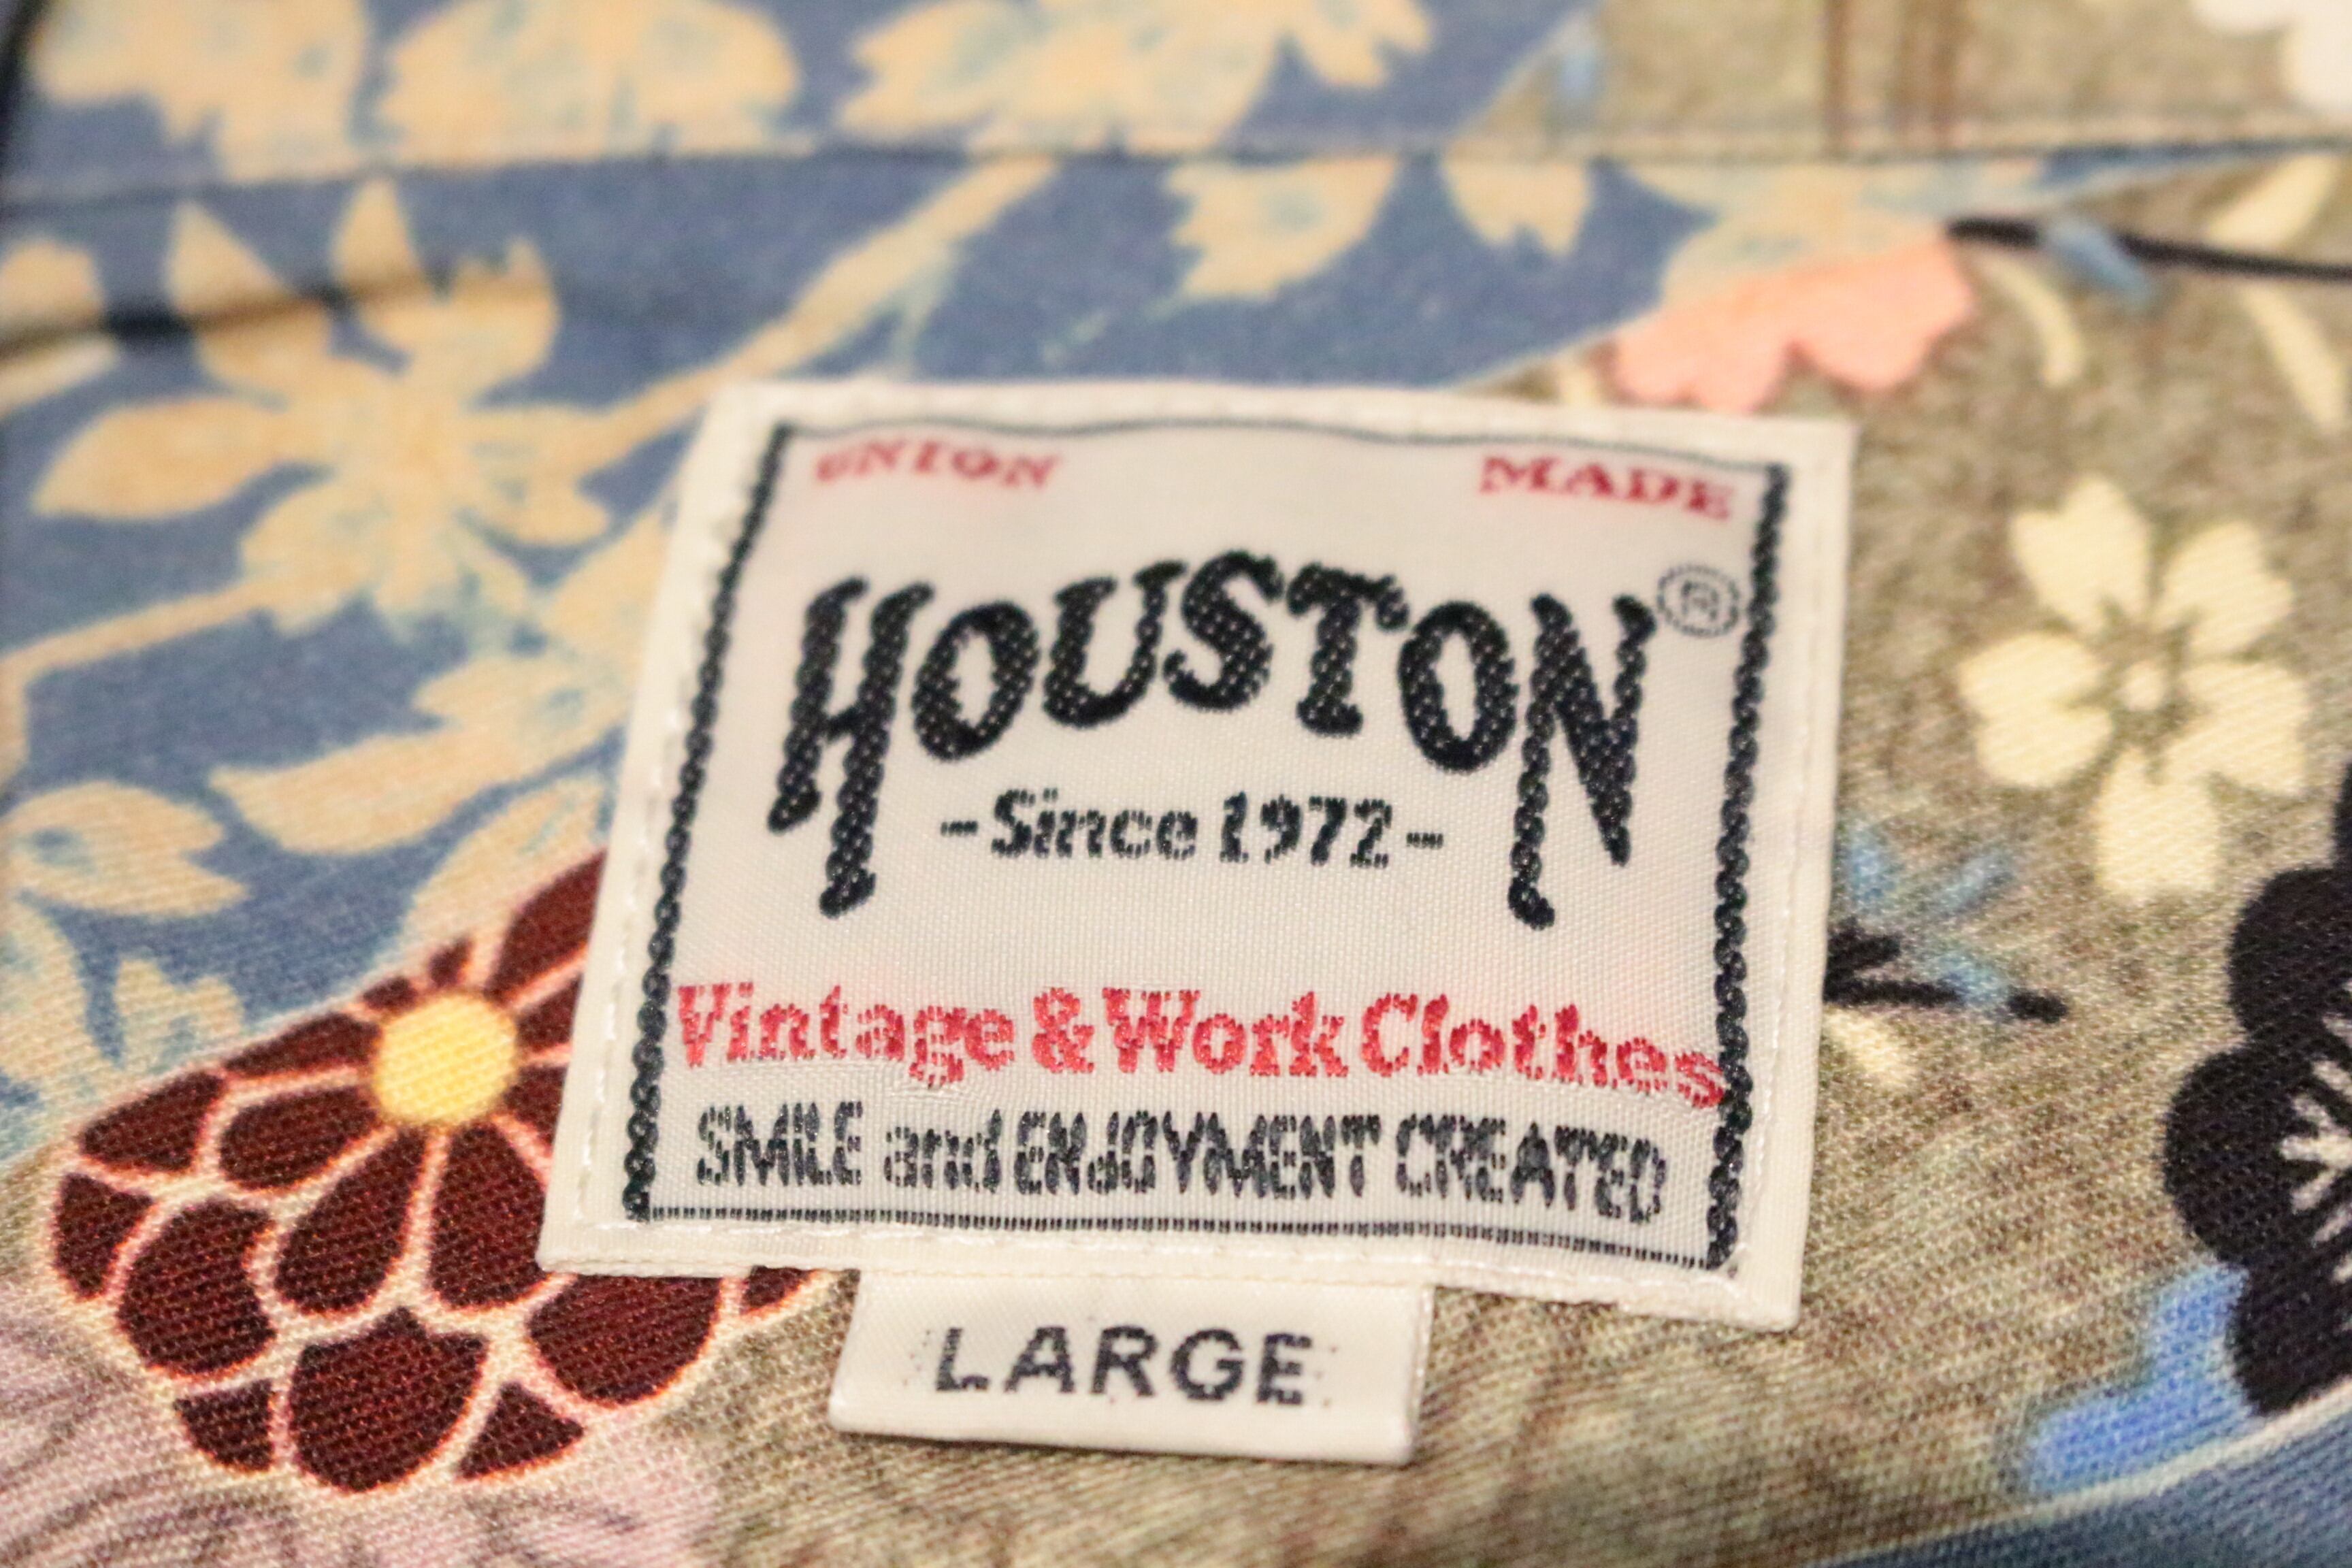 UNION MADE
HOUSTON®
-Since 1972-
Vintage & Work Clothes
SMILE and ENJOYMENT CREATED
LARGE